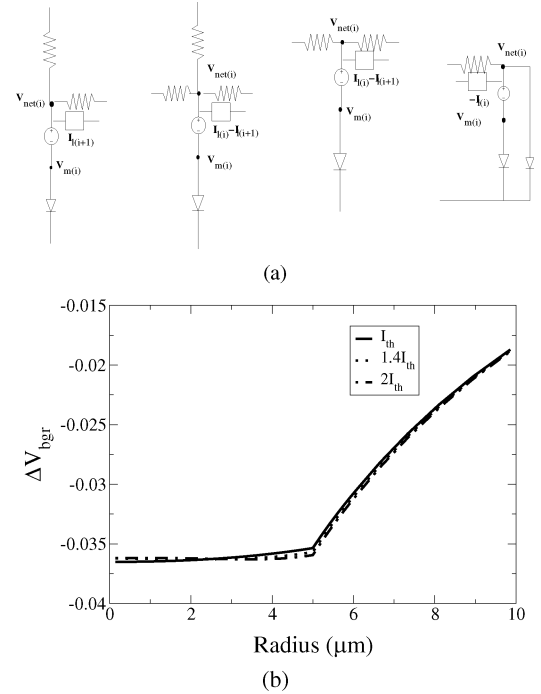 V_net(i)
I_l(i+1)
V_m(i)
V_net(i)
I_l(i)-I_l(i+1)
V_m(i)
V_net(i)
I_l(i)-I_l(i+1)
V_m(i)
V_net(i)
-I_l(i)
V_m(i)
(a)
-0.015
-0.02
-0.025
-0.03
-0.035
-0.04
ΔV_bgr
I_th
1.4I_th
2I_th
0 2 4 6 8 10
Radius (μm)
(b)